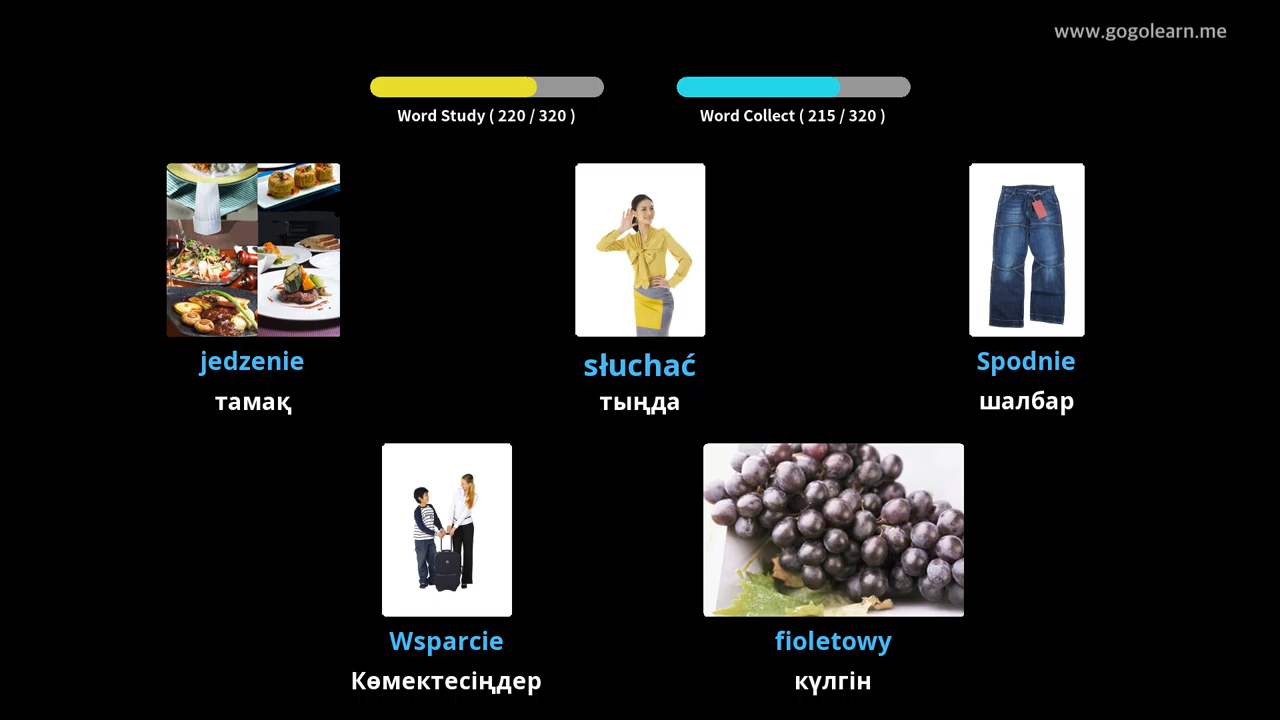 www.gogolearn.me
Word Study ( 220 / 320 )
Word Collect ( 215 / 320 )
jedzenie
тамақ
słuchać
тыңда
Spodnie
шалбар
Wsparcie
Көмектесіңдер
fioletowy
күлгін